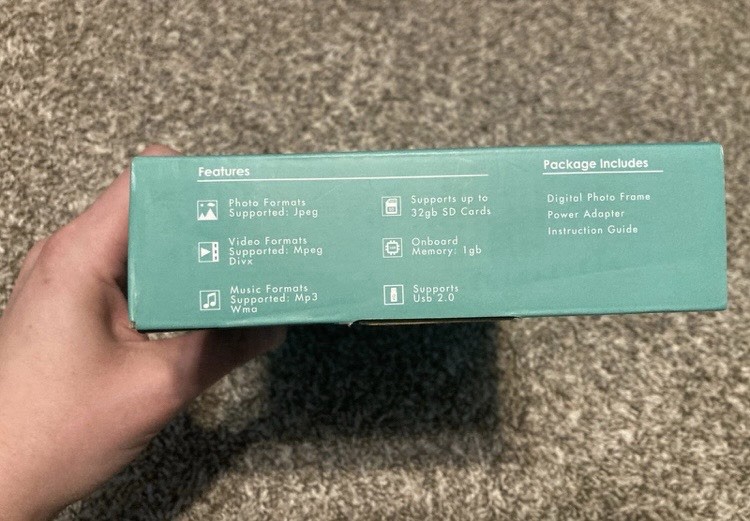 Features
Photo Formats
Supported: Jpeg
Video Formats
Supported: Mpeg
Divx
Music Formats
Supported: Mp3
Wma
Supports up to
32gb SD Cards
Onboard
Memory: 1gb
Supports
Usb 2.0
Package Includes
Digital Photo Frame
Power Adapter
Instruction Guide